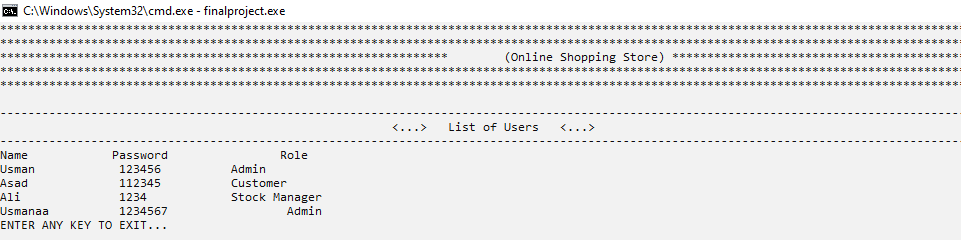 C:\Windows\System32\cmd.exe - finalproject.exe
*****************************************************************************************************************************************
*****************************************************************************************************************************************
**************************************************************** (Online Shopping Store) ******************************************
*****************************************************************************************************************************************
*****************************************************************************************************************************************
-----------------------------------------------------------------------------------------------------------------------------------------
<...> List of Users <...>
-----------------------------------------------------------------------------------------------------------------------------------------
Name Password Role
Usman 123456 Admin
Asad 112345 Customer
Ali 1234 Stock Manager
Usmanaa 1234567 Admin
ENTER ANY KEY TO EXIT...